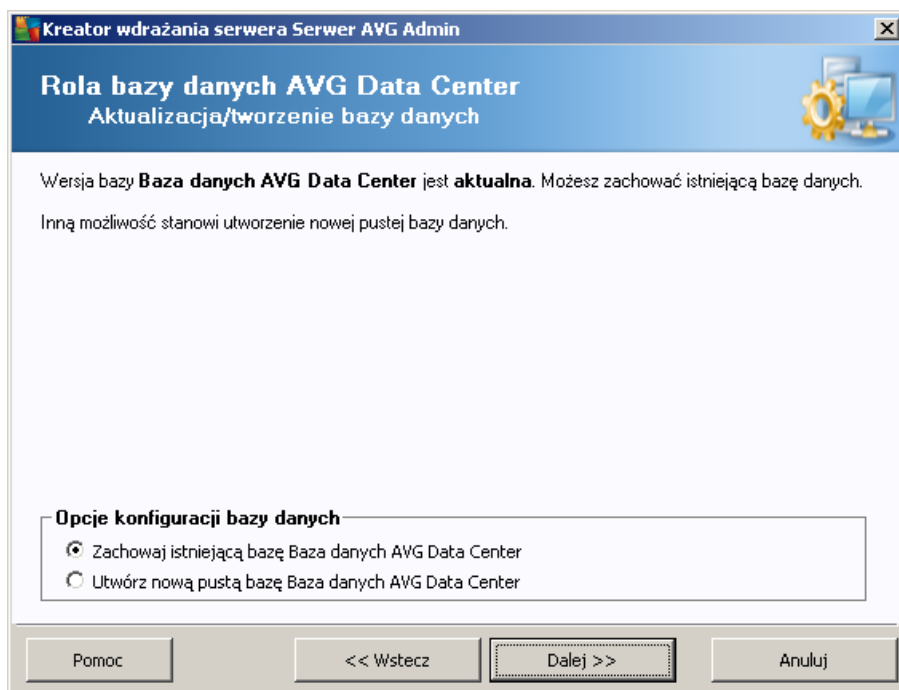 Kreator wdrażania serwera Serwer AVG Admin
Rola bazy danych AVG Data Center
Aktualizacja/tworzenie bazy danych
Wersja bazy Baza danych AVG Data Center jest aktualna. Możesz zachować istniejącą bazę danych.
Inną możliwość stanowi utworzenie nowej pustej bazy danych.
Opcje konfiguracji bazy danych
Zachowaj istniejącą bazę Baza danych AVG Data Center
Utwórz nową pustą bazę Baza danych AVG Data Center
Pomoc << Wstecz Dalej >> Anuluj